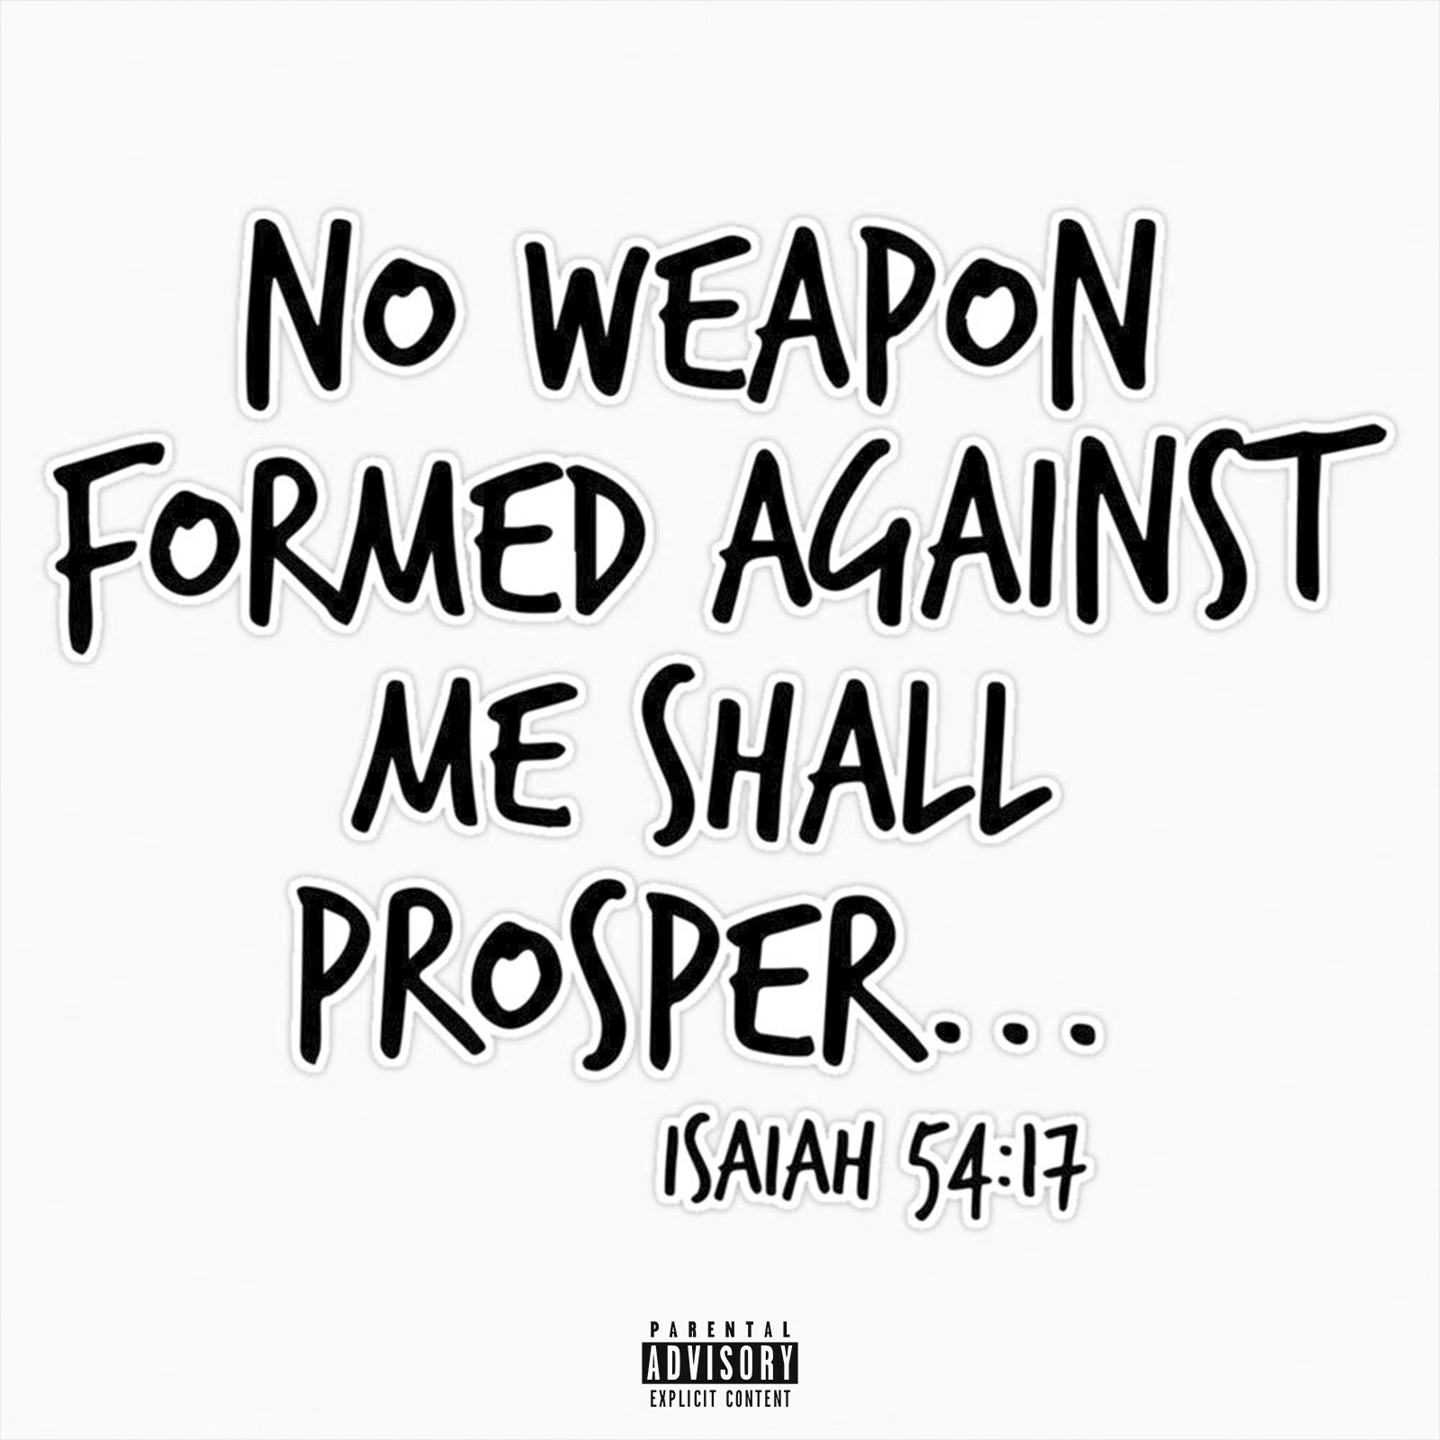 NO WEAPON
FORMED AGAINST
ME SHALL
PROSPER...
ISAIAH 54:17
PARENTAL
ADVISORY
EXPLICIT CONTENT